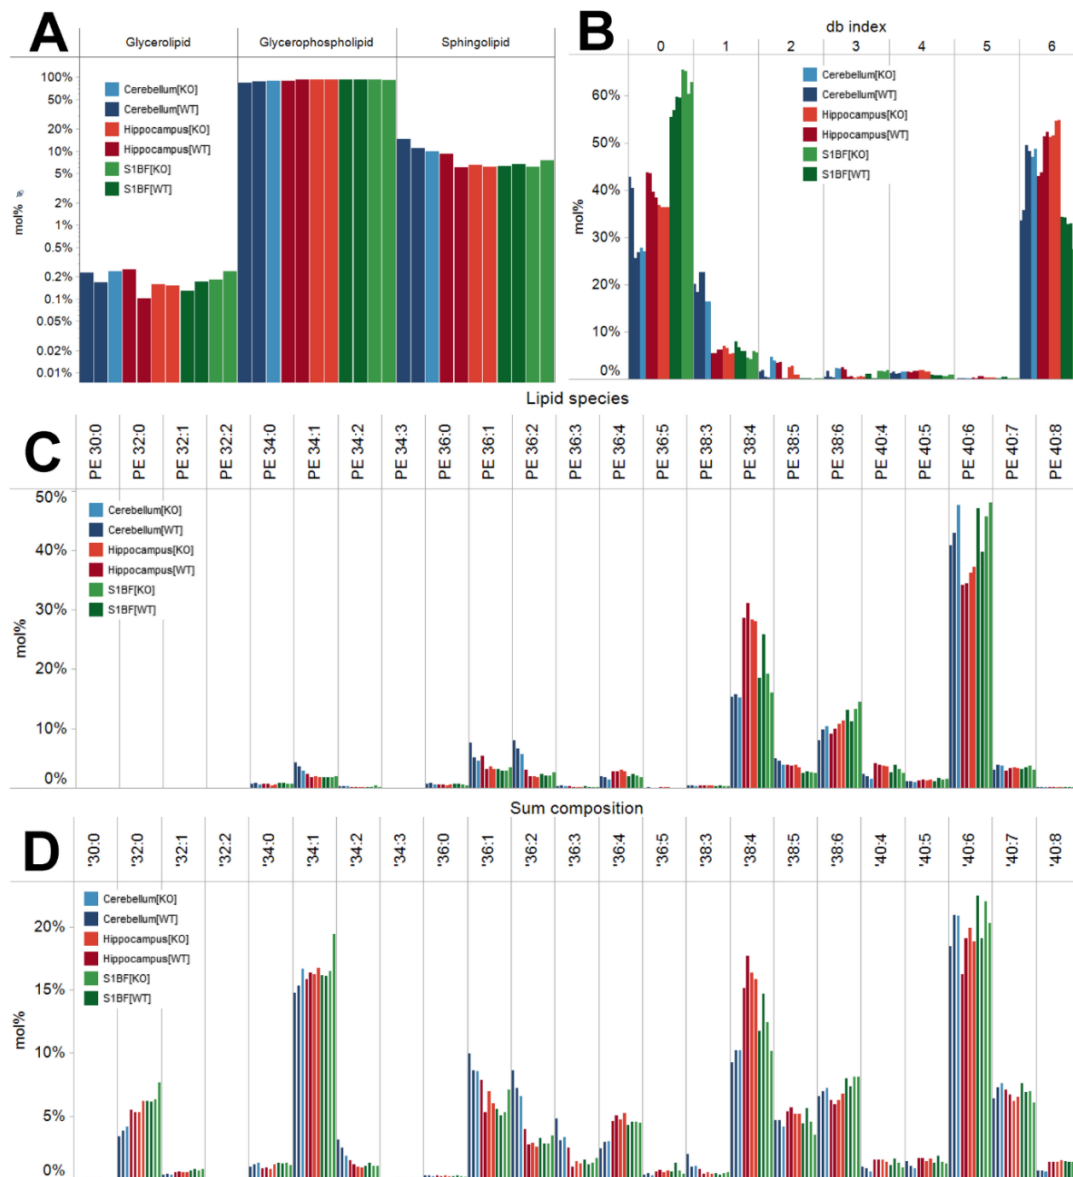 A
Glycerolipid Glycerophospholipid Sphingolipid
100%
50%
20%
10%
5%
2%
1%
0.5%
0.2%
0.1%
0.05%
0.02%
0.01%
mol%
Cerebellum[KO]
Cerebellum[WT]
Hippocampus[KO]
Hippocampus[WT]
S1BF[KO]
S1BF[WT]
B
db index
0 1 2 3 4 5 6
60%
50%
40%
30%
20%
10%
0%
mol%
Cerebellum[KO]
Cerebellum[WT]
Hippocampus[KO]
Hippocampus[WT]
S1BF[KO]
S1BF[WT]
C
Lipid species
PE 30:0 PE 32:0 PE 32:1 PE 32:2 PE 34:0 PE 34:1 PE 34:2 PE 34:3 PE 36:0 PE 36:1 PE 36:2 PE 36:3 PE 36:4 PE 36:5 PE 38:3 PE 38:4 PE 38:5 PE 38:6 PE 40:4 PE 40:5 PE 40:6 PE 40:7 PE 40:8
50%
40%
30%
20%
10%
0%
mol%
Cerebellum[KO]
Cerebellum[WT]
Hippocampus[KO]
Hippocampus[WT]
S1BF[KO]
S1BF[WT]
D
Sum composition
'30:0 '32:0 '32:1 '32:2 '34:0 '34:1 '34:2 '34:3 '36:0 '36:1 '36:2 '36:3 '36:4 '36:5 '38:3 '38:4 '38:5 '38:6 '40:4 '40:5 '40:6 '40:7 '40:8
20%
15%
10%
5%
0%
mol%
Cerebellum[KO]
Cerebellum[WT]
Hippocampus[KO]
Hippocampus[WT]
S1BF[KO]
S1BF[WT]